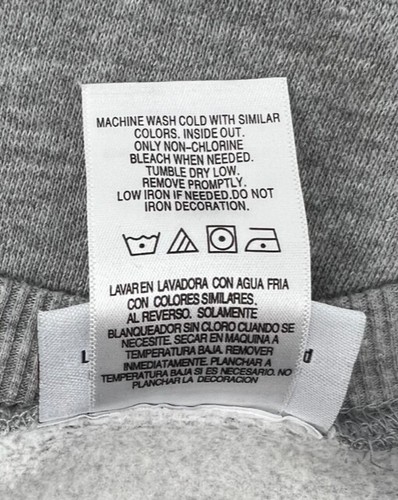 MACHINE WASH COLD WITH SIMILAR
COLORS. INSIDE OUT.
ONLY NON-CHLORINE
BLEACH WHEN NEEDED.
TUMBLE DRY LOW.
REMOVE PROMPTLY.
LOW IRON IF NEEDED.DO NOT
IRON DECORATION.
LAVAR EN LAVADORA CON AGUA FRIA
CON COLORES SIMILARES.
AL REVERSO. SOLAMENTE
BLANQUEADOR SIN CLORO CUANDO SE
NECESITE. SECAR EN MAQUINA A
TEMPERATURA BAJA. REMOVER
INMEDIATAMENTE. PLANCHAR A
TEMPERATURA BAJA SI ES NECESARIO. NO
PLANCHAR LA DECORACION